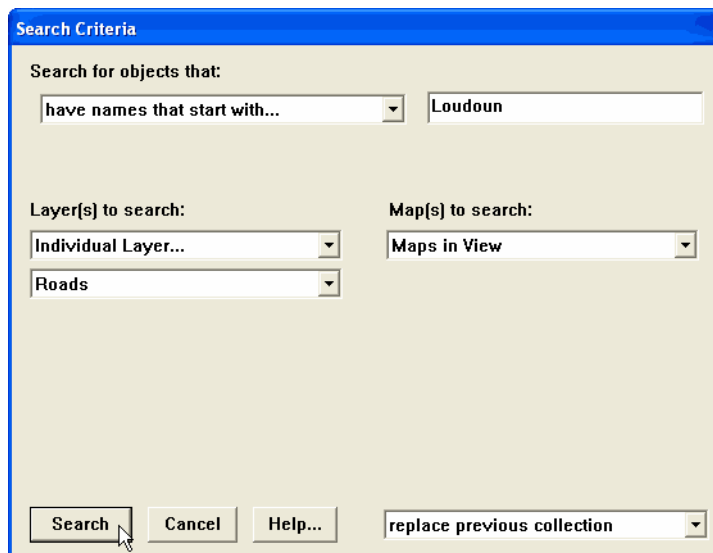 Search Criteria
Search for objects that:
have names that start with... Loudoun
Layer(s) to search: Map(s) to search:
Individual Layer... Maps in View
Roads
Search Cancel Help... replace previous collection